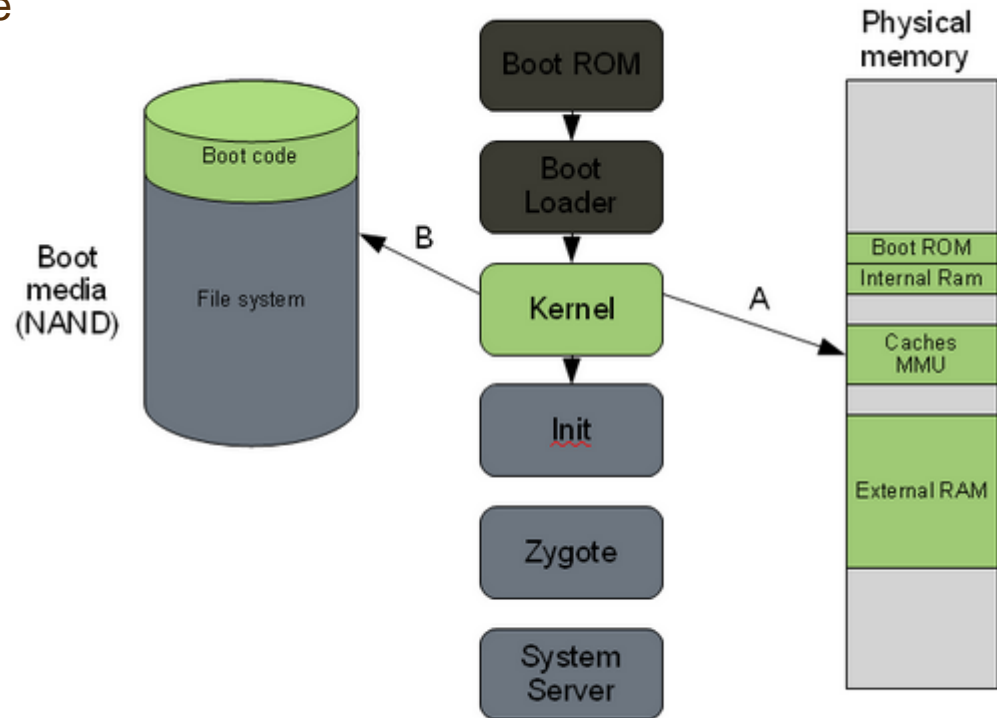 e
Boot code
File system
Boot
media
(NAND)
B
Boot ROM
Boot
Loader
Kernel
Init
Zygote
System
Server
A
Physical
memory
Boot ROM
Internal Ram
Caches
MMU
External RAM